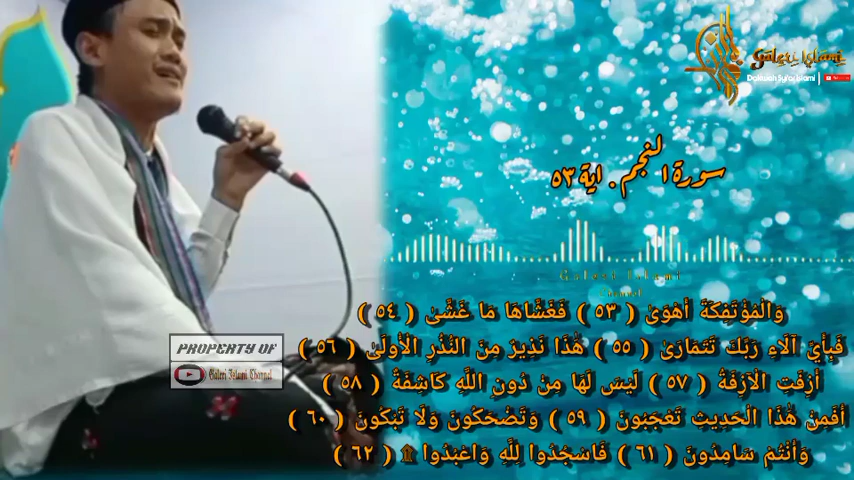 Galeri Islami
Dakwah Syiar Islami
سورة النجم . اية ٥٣
Galeri Islami
Channel
وَالْمُؤْتَفِكَةَ أَهْوَىٰ ( ٥٣ ) فَغَشَّاهَا مَا غَشَّىٰ ( ٥٤ )
فَبِأَيِّ آلَاءِ رَبِّكَ تَتَمَارَىٰ ( ٥٥ ) هَٰذَا نَذِيرٌ مِنَ النُّذُرِ الْأُولَىٰ ( ٥٦ )
أَزِفَتِ الْآزِفَةُ ( ٥٧ ) لَيْسَ لَهَا مِنْ دُونِ اللَّهِ كَاشِفَةٌ ( ٥٨ )
أَفَمِنْ هَٰذَا الْحَدِيثِ تَعْجَبُونَ ( ٥٩ ) وَتَضْحَكُونَ وَلَا تَبْكُونَ ( ٦٠ )
وَأَنْتُمْ سَامِدُونَ ( ٦١ ) فَاسْجُدُوا لِلَّهِ وَاعْبُدُوا ۩ ( ٦٢ )
PROPERTY OF
Galeri Islami Channel